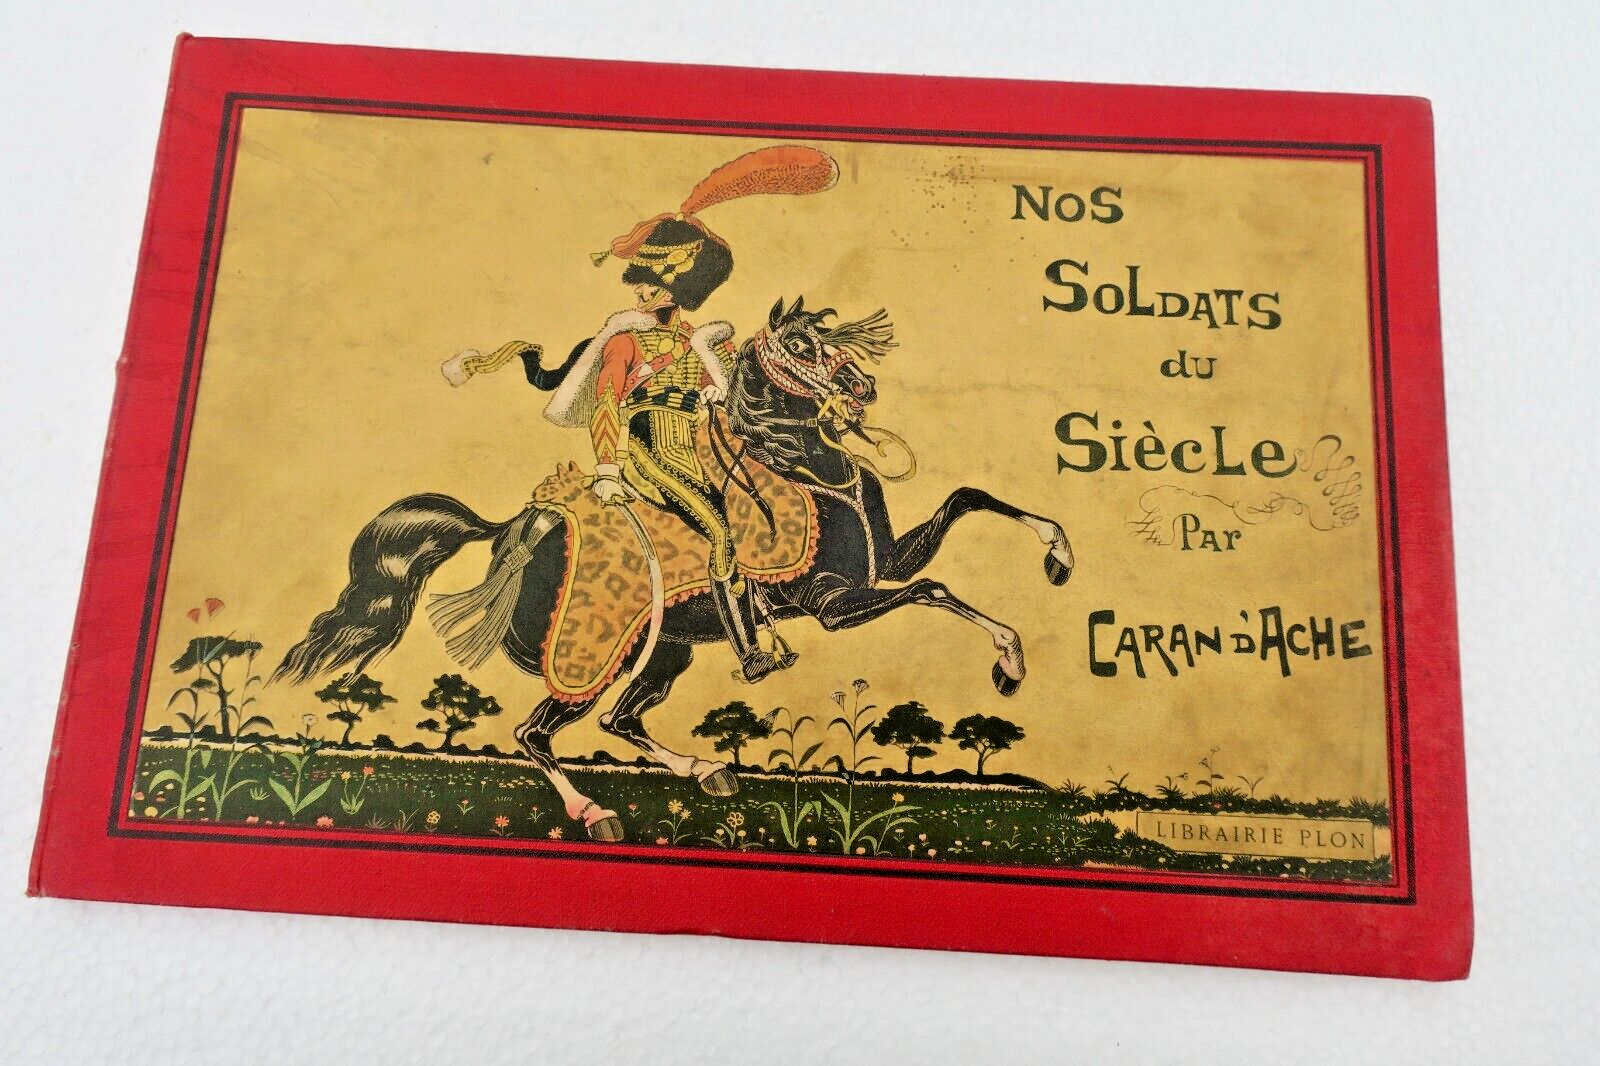 NoS
SoLDATS
du
SièCLe
PAr
CARAN D'ACHE
LIBRAIRIE PLON